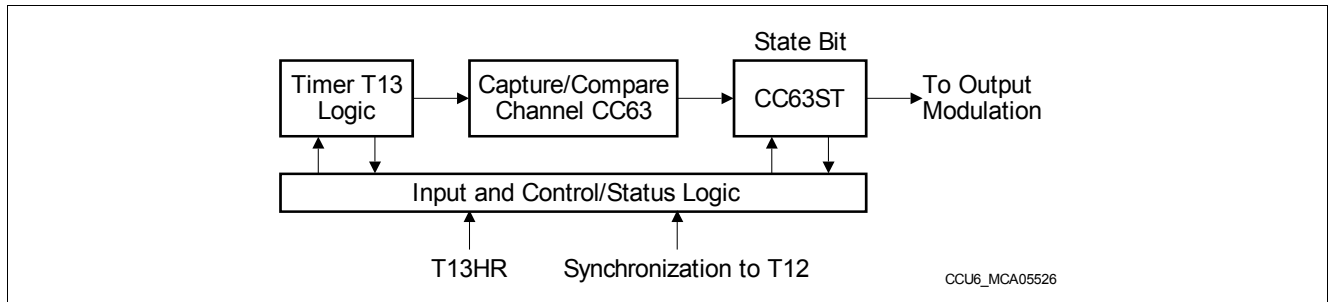 State Bit
Timer T13
Logic
Capture/Compare
Channel CC63
CC63ST
To Output
Modulation
Input and Control/Status Logic
T13HR
Synchronization to T12
CCU6_MCA05526